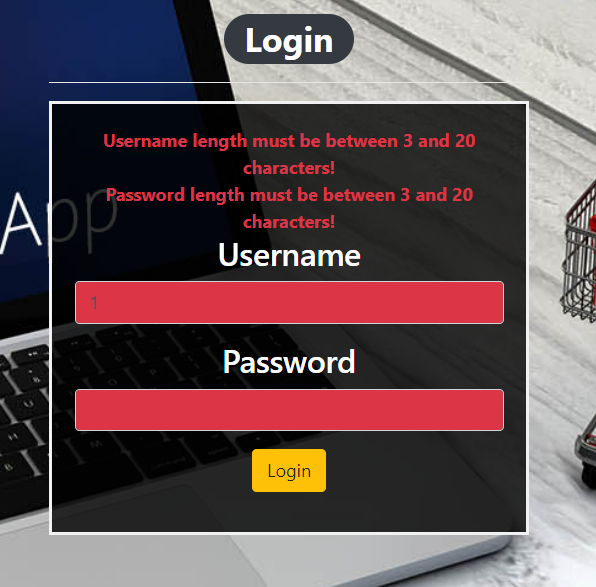 Login
Username length must be between 3 and 20
characters!
Password length must be between 3 and 20
characters!
App
Username
1
Password
Login